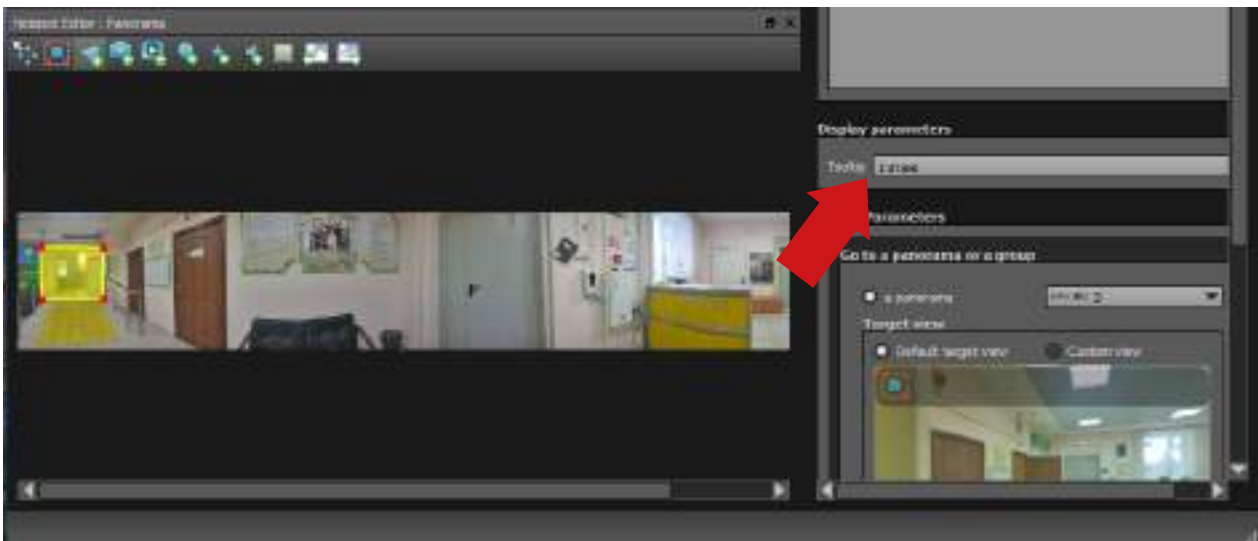 Hotspot Editor : Panorama
Display parameters
Tooltip
Parameters
Go to a panorama or a group
a panorama
Target view
Default target view
Custom view